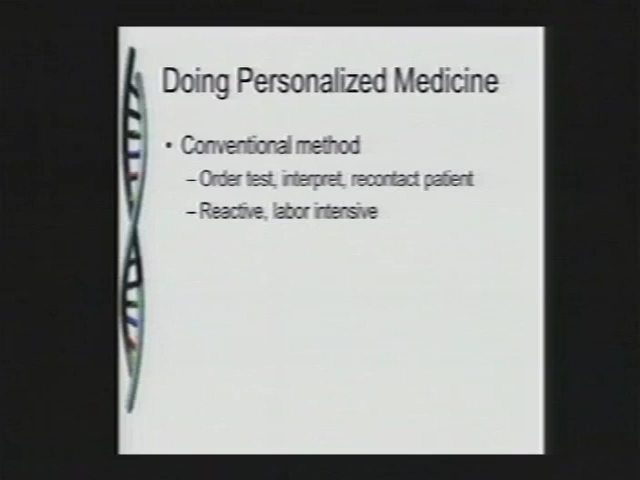 Doing Personalized Medicine
• Conventional method
– Order test, interpret, recontact patient
– Reactive, labor intensive